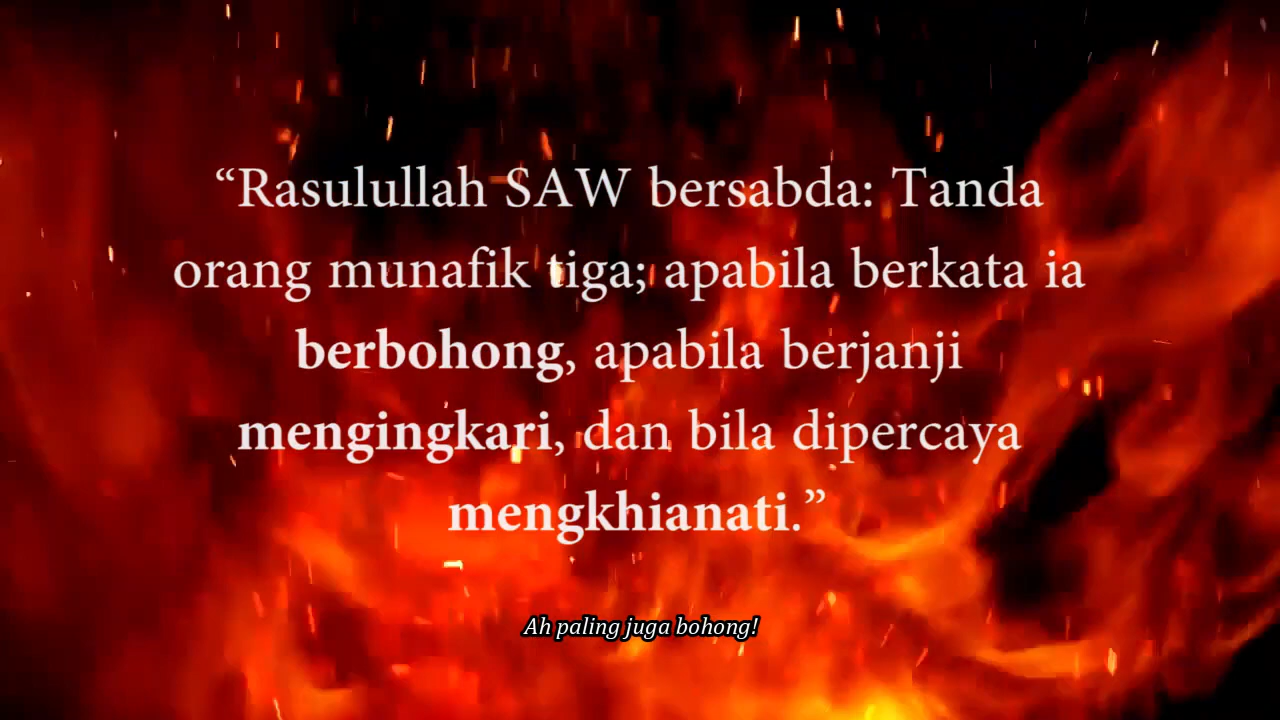 “Rasulullah SAW bersabda: Tanda
orang munafik tiga; apabila berkata ia
berbohong, apabila berjanji
mengingkari, dan bila dipercaya
mengkhianati.”
Ah paling juga bohong!